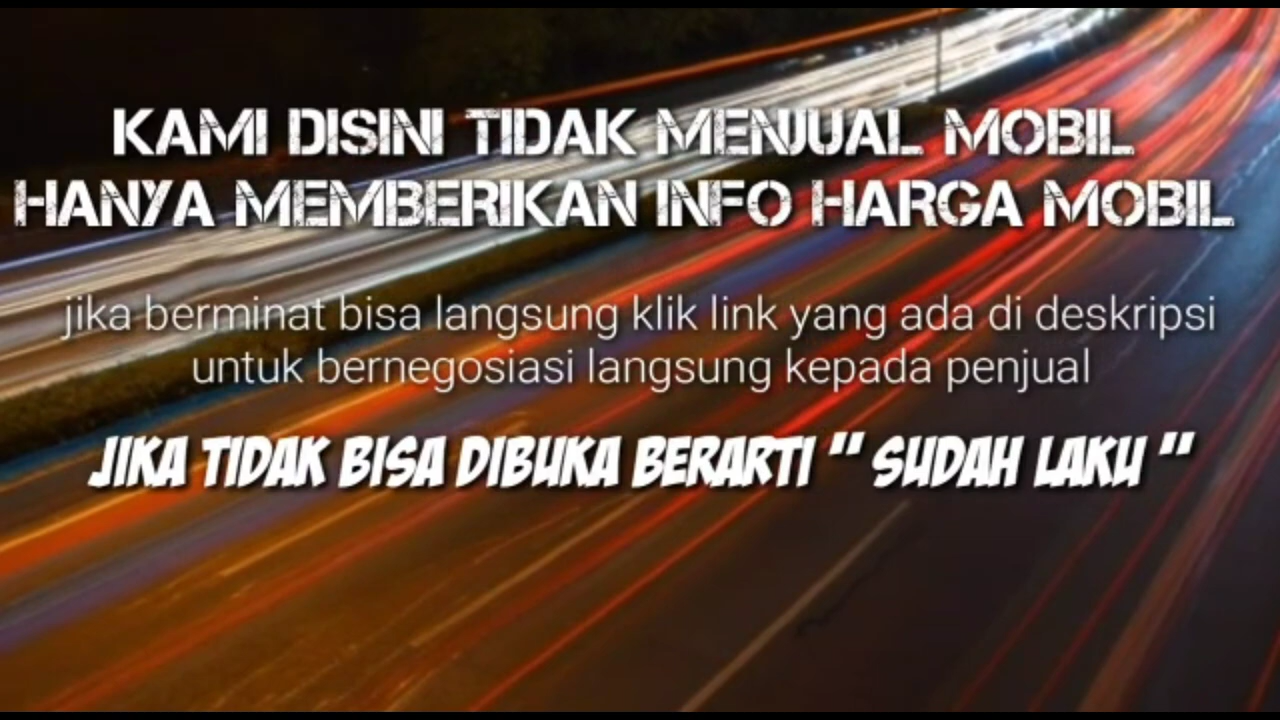 KAMI DISINI TIDAK MENJUAL MOBIL
HANYA MEMBERIKAN INFO HARGA MOBIL
jika berminat bisa langsung klik link yang ada di deskripsi
untuk bernegosiasi langsung kepada penjual
JIKA TIDAK BISA DIBUKA BERARTI " SUDAH LAKU "